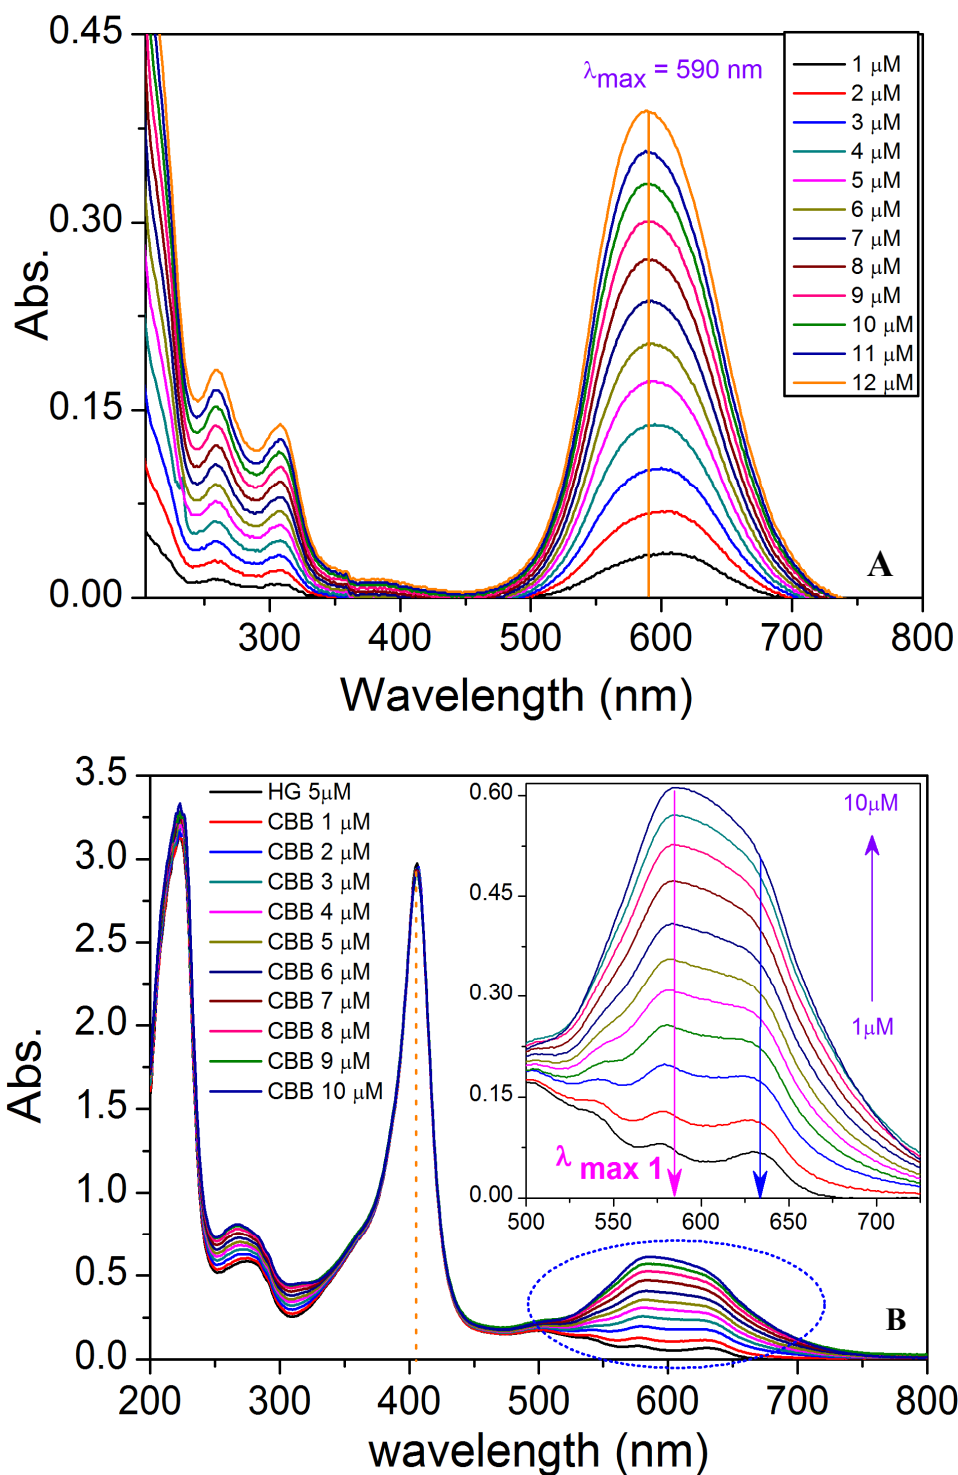 0.45
0.30
0.15
0.00
Abs.
λmax = 590 nm
1 μM
2 μM
3 μM
4 μM
5 μM
6 μM
7 μM
8 μM
9 μM
10 μM
11 μM
12 μM
A
300 400 500 600 700 800
Wavelength (nm)
3.5
3.0
2.5
2.0
1.5
1.0
0.5
0.0
Abs.
HG 5μM
CBB 1 μM
CBB 2 μM
CBB 3 μM
CBB 4 μM
CBB 5 μM
CBB 6 μM
CBB 7 μM
CBB 8 μM
CBB 9 μM
CBB 10 μM
0.60
0.45
0.30
0.15
0.00
10μM
1μM
λ max 1
500 550 600 650 700
B
200 300 400 500 600 700 800
wavelength (nm)